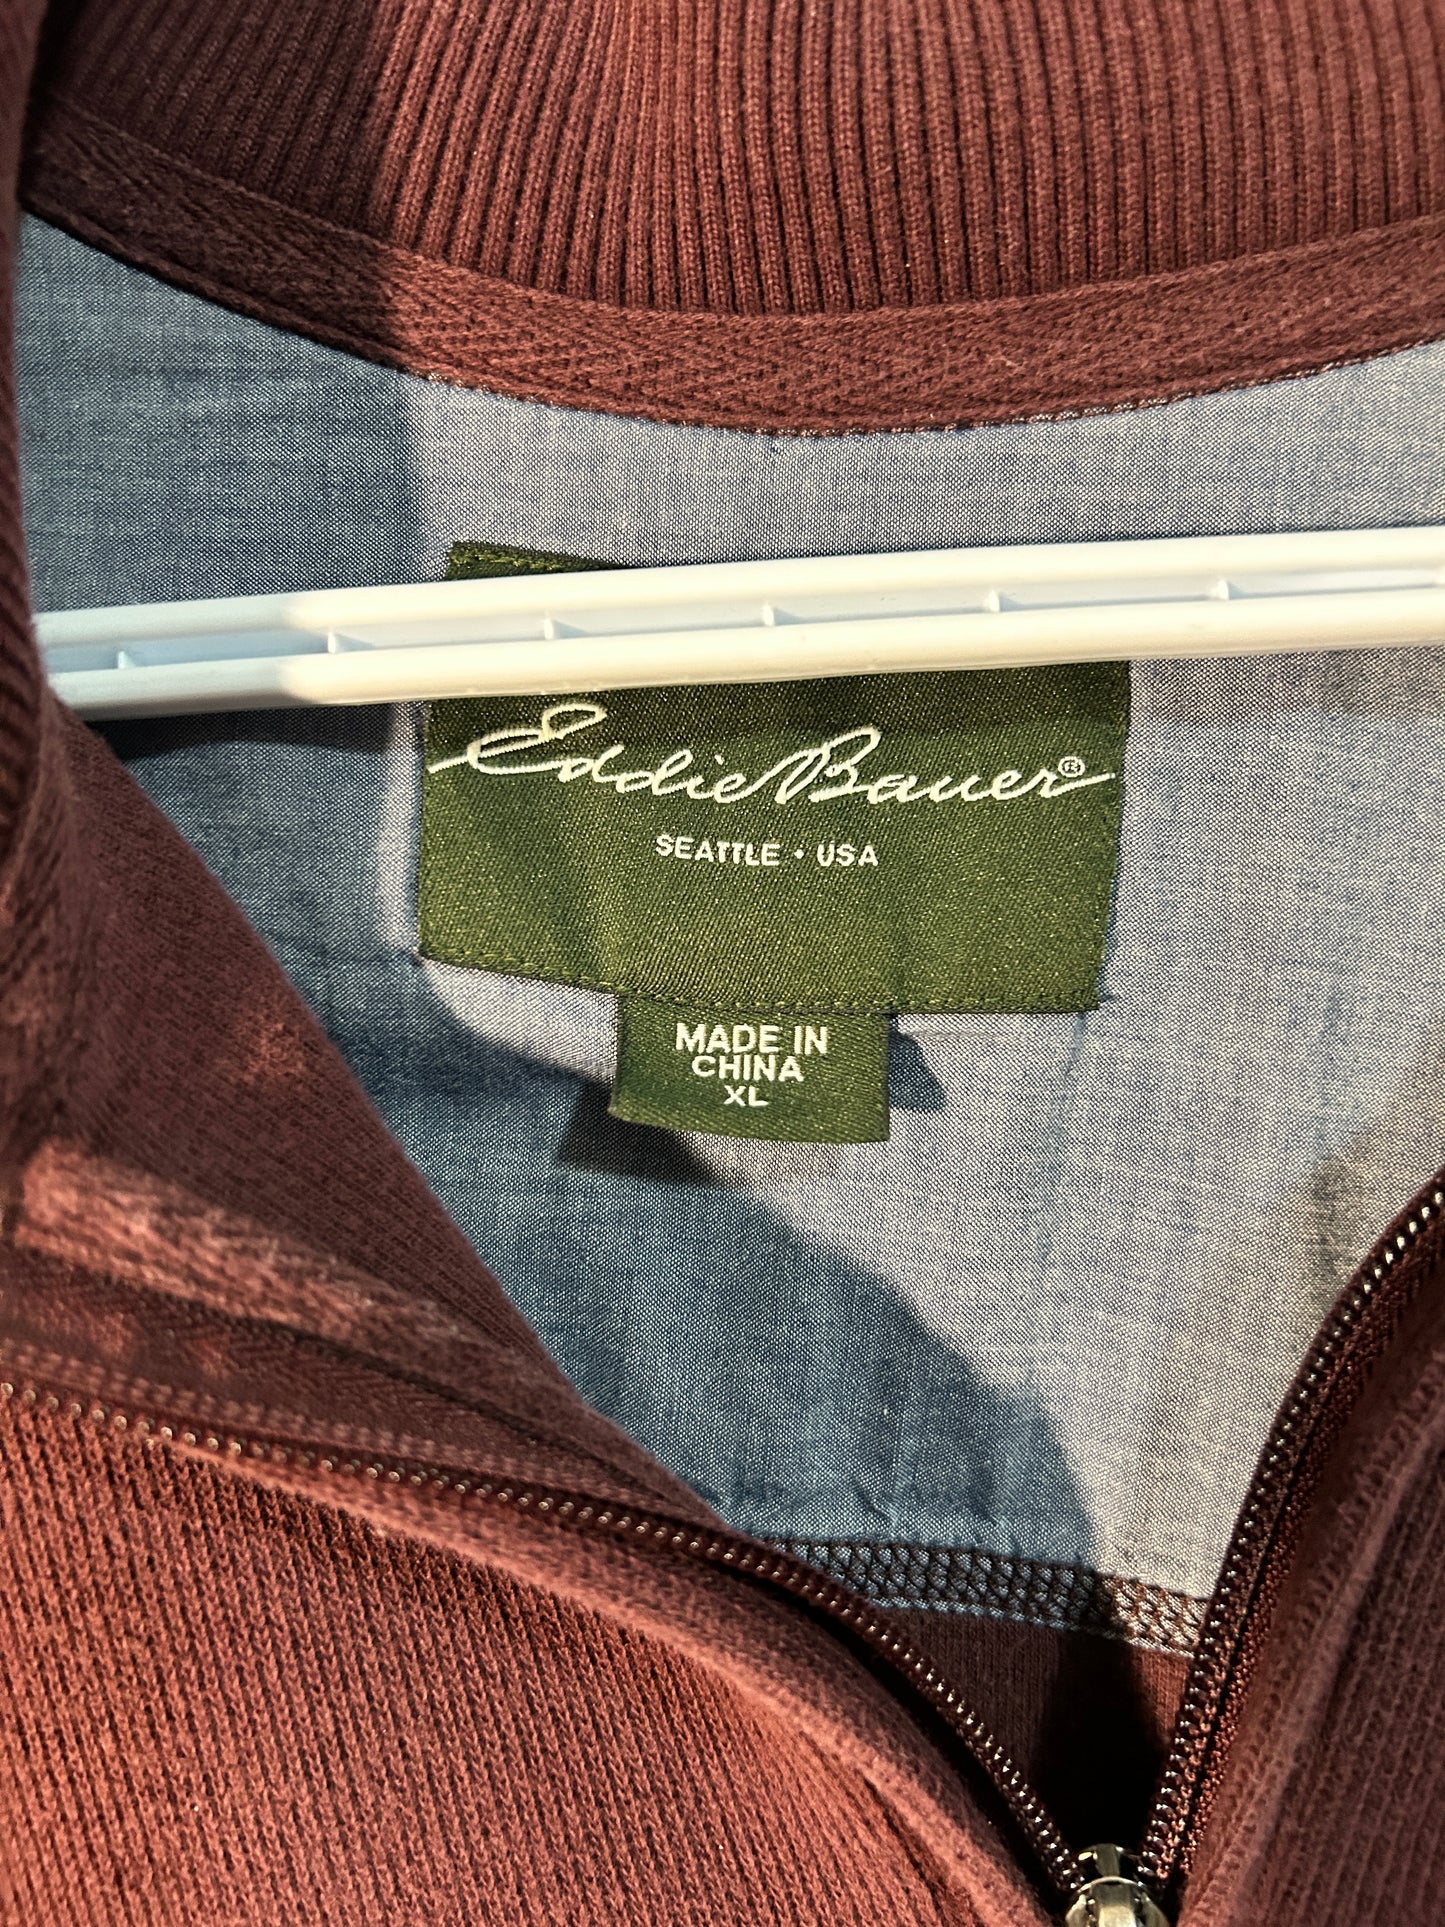 Eddie Bauer®
SEATTLE • USA
MADE IN
CHINA
XL